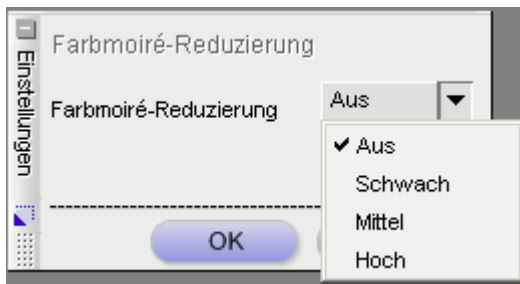 Einstellungen
Farbmoiré-Reduzierung
Farbmoiré-Reduzierung
Aus
Aus
Schwach
Mittel
Hoch
OK